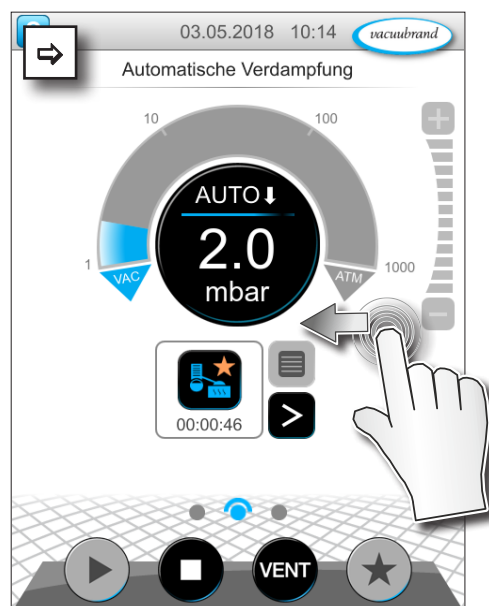 03.05.2018 10:14 vacuubrand
Automatische Verdampfung
10 100
AUTO
2.0
mbar
1 VAC ATM 1000
00:00:46
VENT